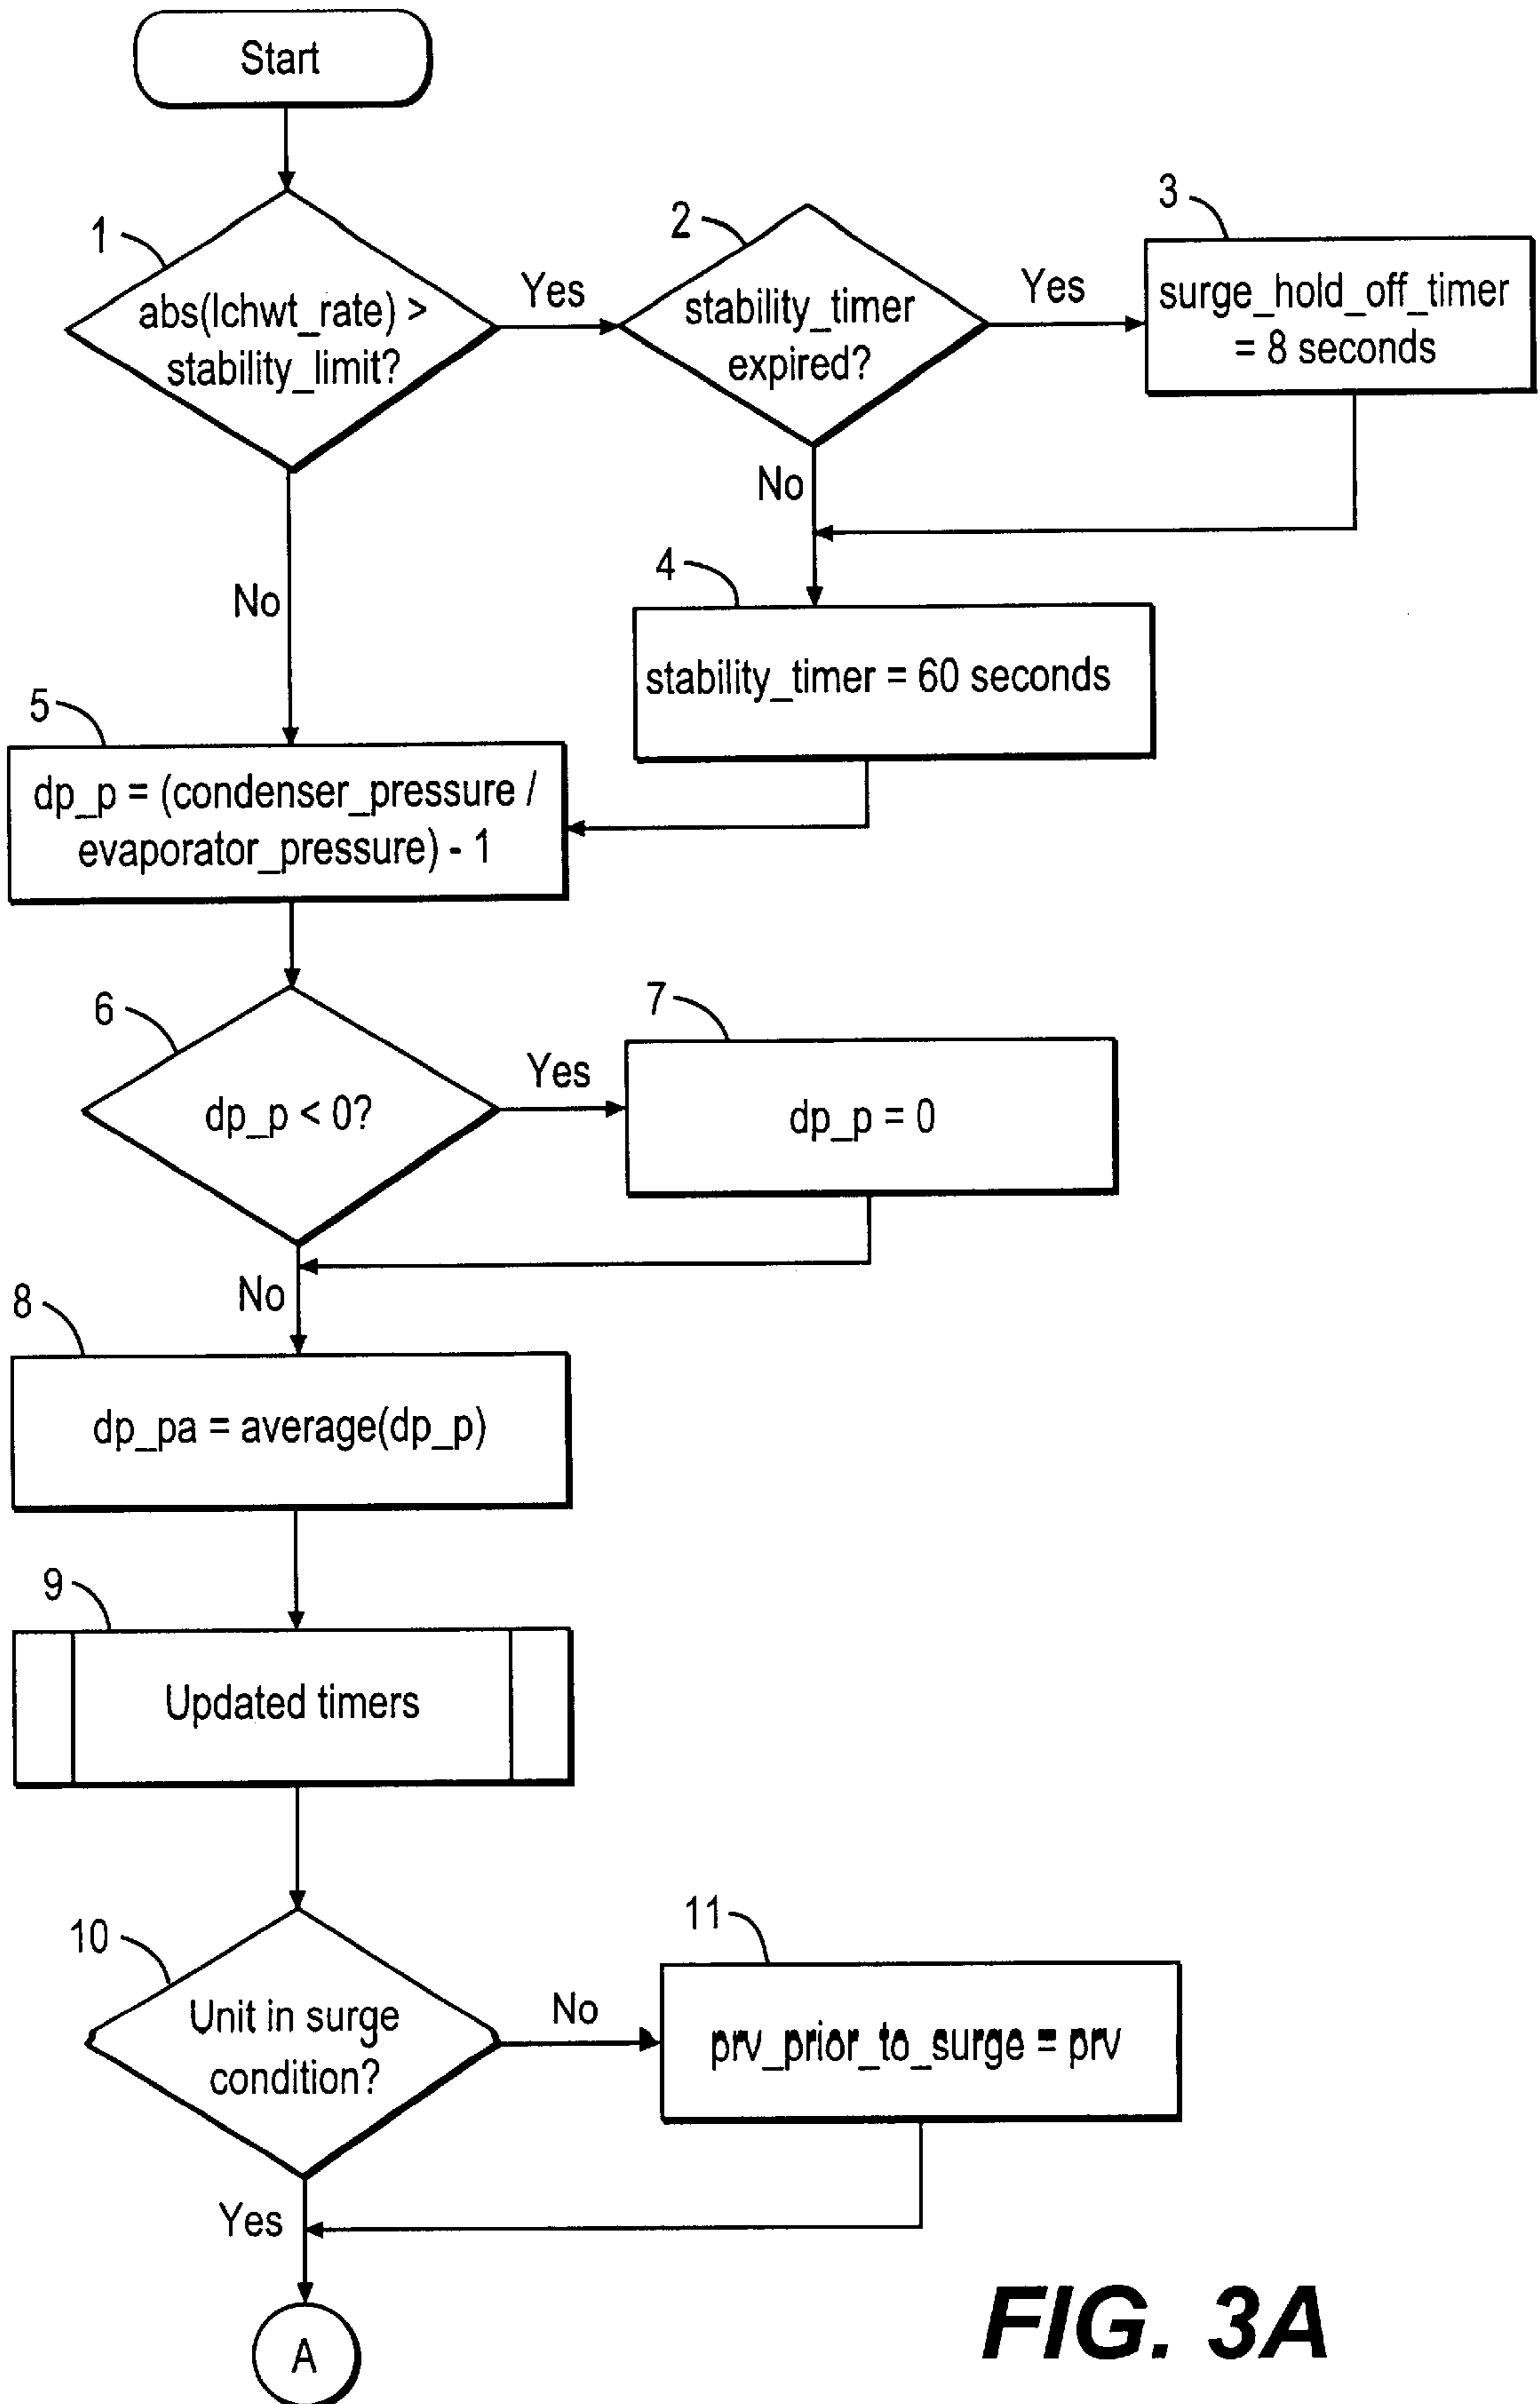 Start
1
abs(lchwt_rate) >
stability_limit?
Yes
2
stability_timer
expired?
Yes
3
surge_hold_off_timer
= 8 seconds
No
No
4
stability_timer = 60 seconds
5
dp_p = (condenser_pressure /
evaporator_pressure) - 1
6
dp_p < 0?
Yes
7
dp_p = 0
No
8
dp_pa = average(dp_p)
9
Updated timers
10
Unit in surge
condition?
No
11
prv_prior_to_surge = prv
Yes
A
FIG. 3A